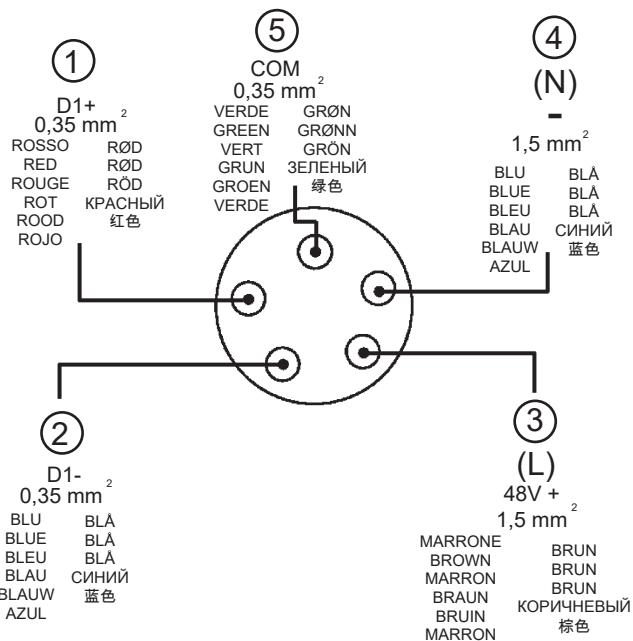 1
D1+
0,35 mm²
ROSSO RØD
RED RØD
ROUGE RÖD
ROT КРАСНЫЙ
ROOD 红色
ROJO
5
COM
0,35 mm²
VERDE GRØN
GREEN GRØNN
VERT GRÖN
GRUN ЗЕЛЕНЫЙ
GROEN 绿色
VERDE
4
(N)
-
1,5 mm²
BLU BLÅ
BLUE BLÅ
BLEU BLÅ
BLAU СИНИЙ
BLAUW 蓝色
AZUL
2
D1-
0,35 mm²
BLU BLÅ
BLUE BLÅ
BLEU BLÅ
BLAU СИНИЙ
BLAUW 蓝色
AZUL
3
(L)
48V +
1,5 mm²
MARRONE BRUN
BROWN BRUN
MARRON BRUN
BRAUN КОРИЧНЕВЫЙ
BRUIN 棕色
MARRON